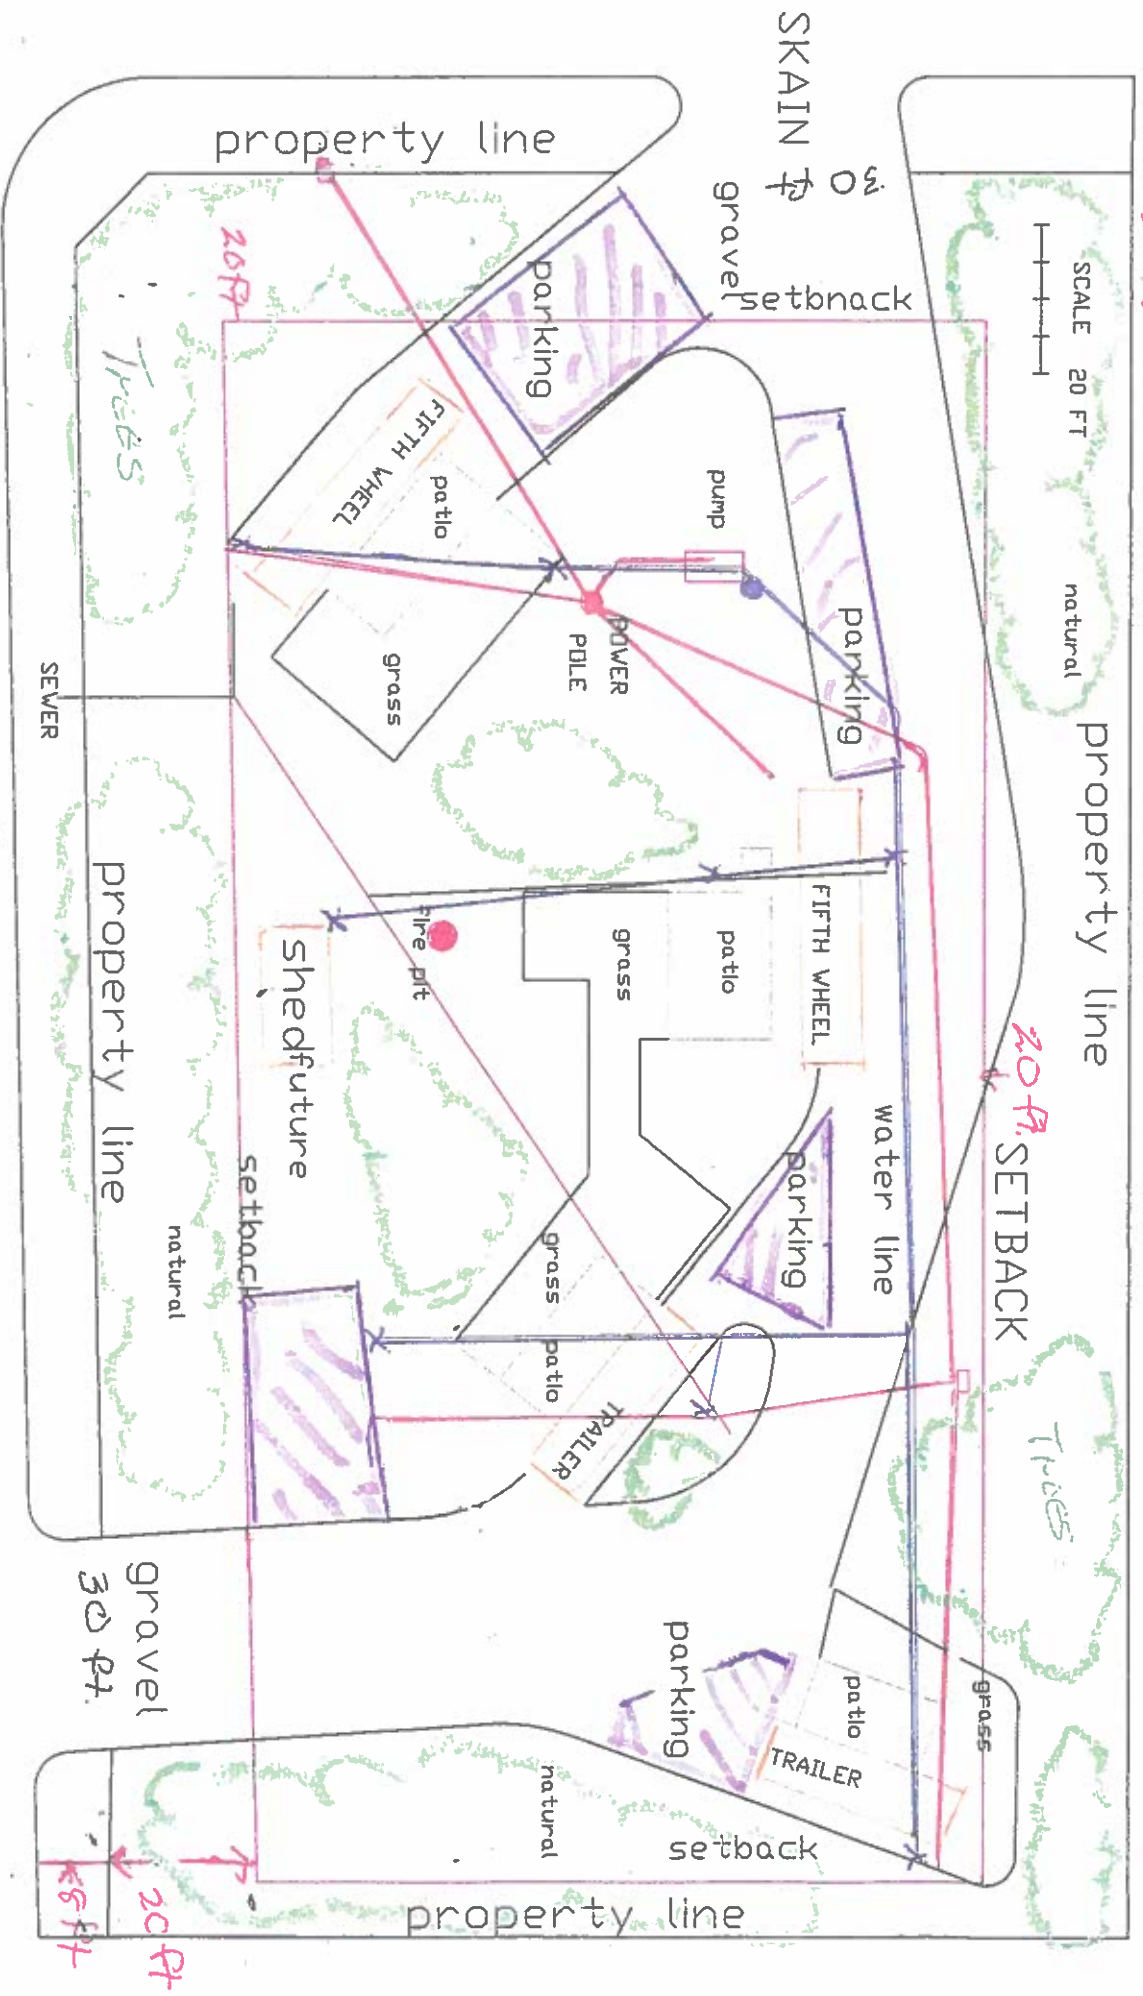 SKAIN
30 ft
property line
gravel
setbnack
SCALE 20 FT
20ft
parking
Trees
FIFTH WHEEL
patio
pump
natural
parking
POWER
POLE
grass
SEWER
property line
property line
fire pit
grass
patio
FIFTH WHEEL
shedfuture
20 ft.
SETBACK
water line
parking
setback
natural
grass
patio
TRAILER
Trees
gravel
30 ft.
parking
patio
grass
TRAILER
natural
setback
property line
20 ft
8 ft